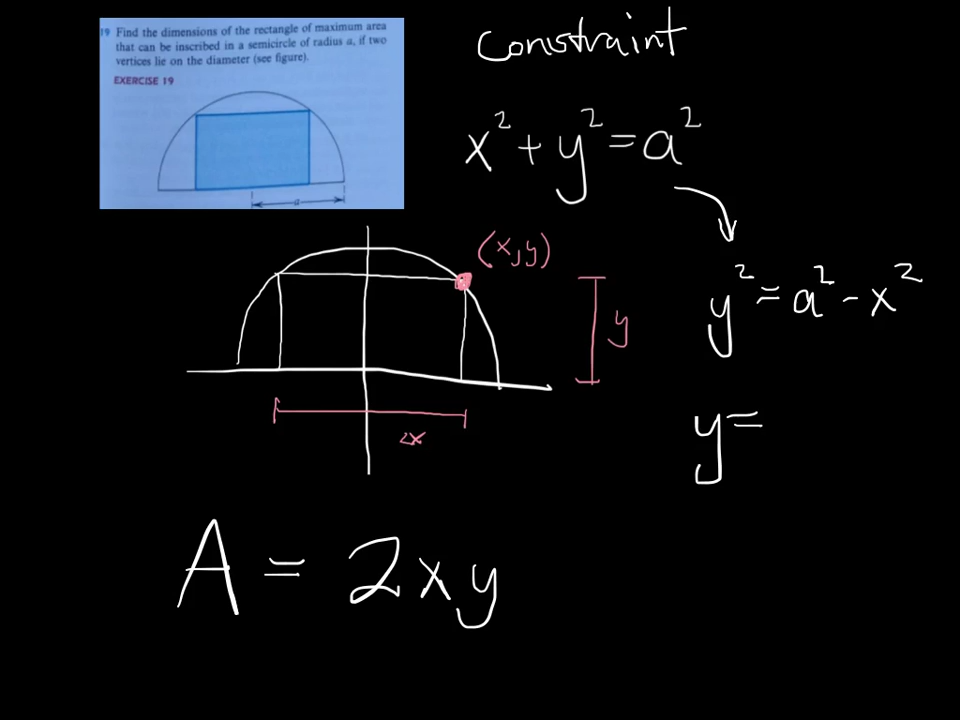 19 Find the dimensions of the rectangle of maximum area
that can be inscribed in a semicircle of radius a, if two
vertices lie on the diameter (see figure).
EXERCISE 19
a
constraint
x² + y² = a²
y² = a² - x²
y =
(x, y)
y
2x
A = 2xy